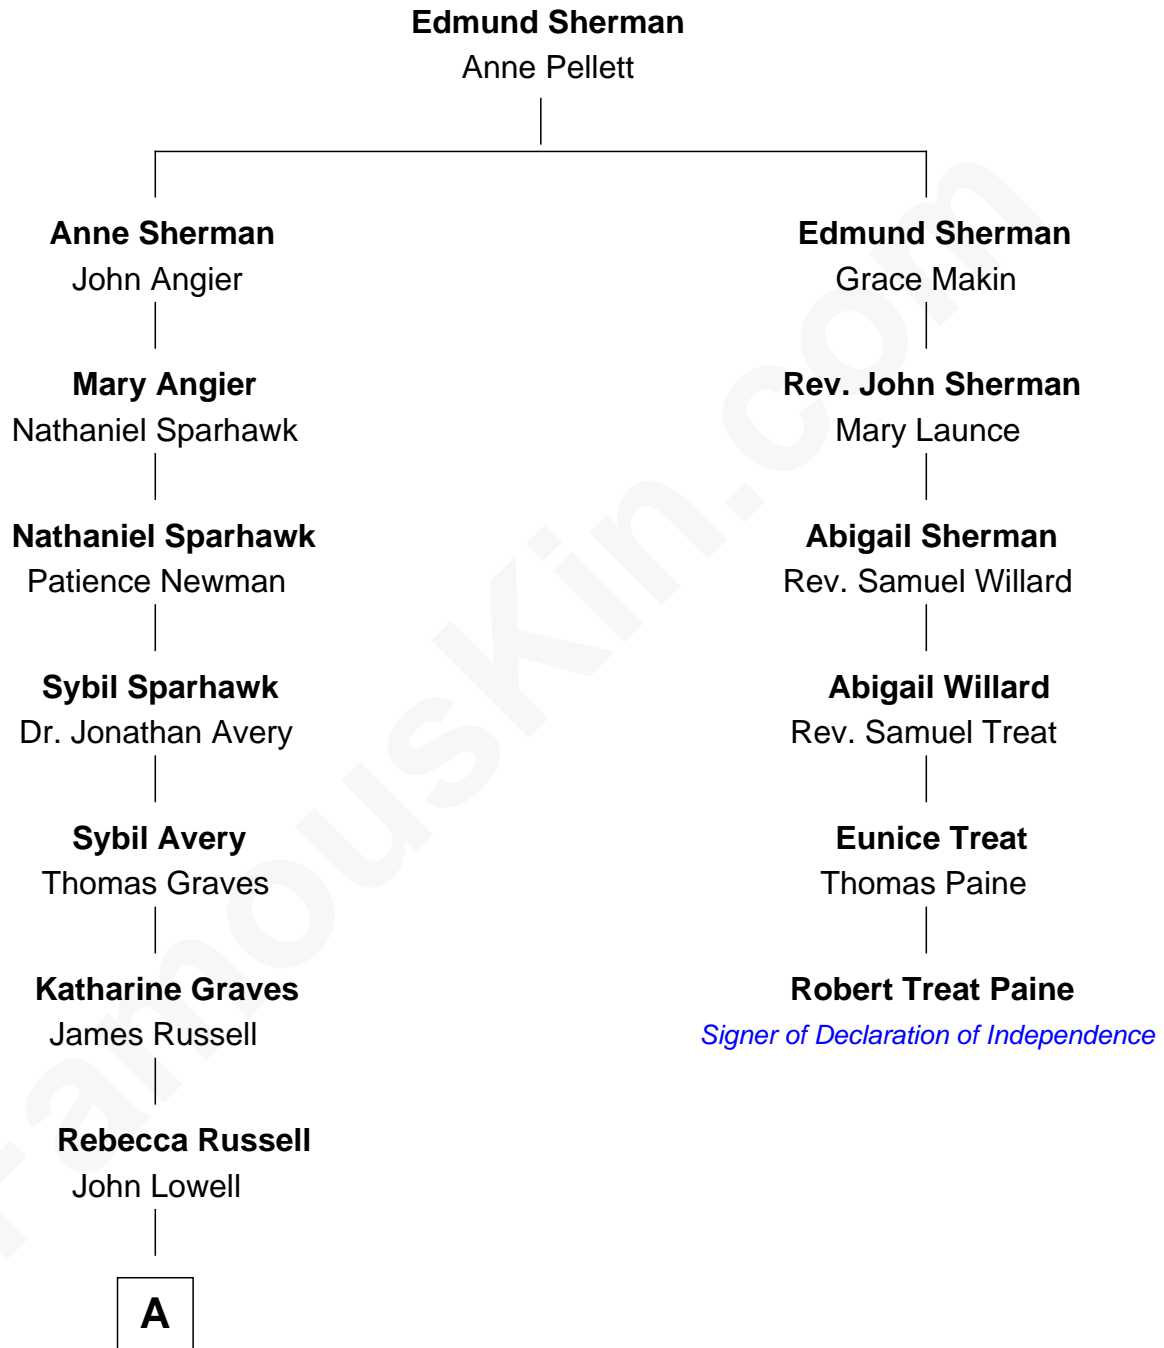 Edmund Sherman
Anne Pellett
Anne Sherman
John Angier
Mary Angier
Nathaniel Sparhawk
Nathaniel Sparhawk
Patience Newman
Sybil Sparhawk
Dr. Jonathan Avery
Sybil Avery
Thomas Graves
Katharine Graves
James Russell
Rebecca Russell
John Lowell
A
Edmund Sherman
Grace Makin
Rev. John Sherman
Mary Launce
Abigail Sherman
Rev. Samuel Willard
Abigail Willard
Rev. Samuel Treat
Eunice Treat
Thomas Paine
Robert Treat Paine
Signer of Declaration of Independence
FamousKin.com